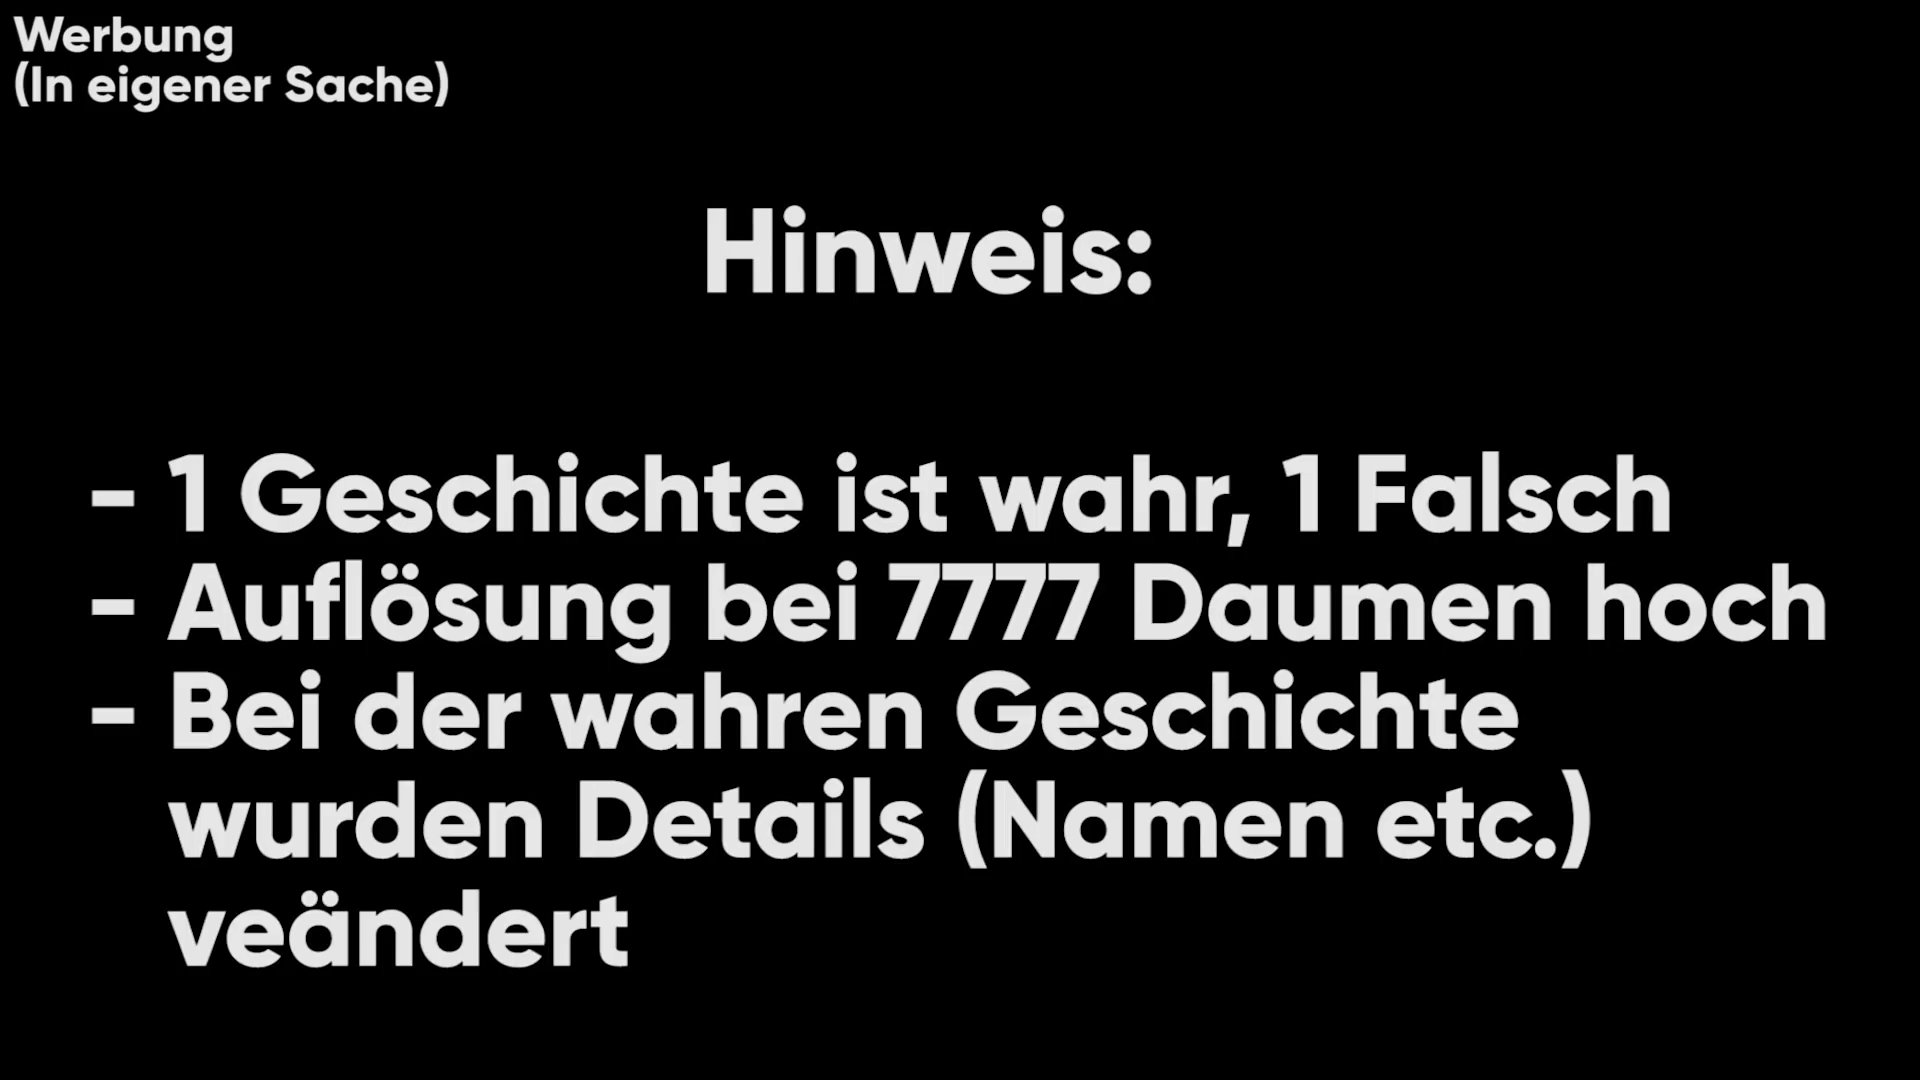 Werbung
(In eigener Sache)
Hinweis:
- 1 Geschichte ist wahr, 1 Falsch
- Auflösung bei 7777 Daumen hoch
- Bei der wahren Geschichte
wurden Details (Namen etc.)
veändert